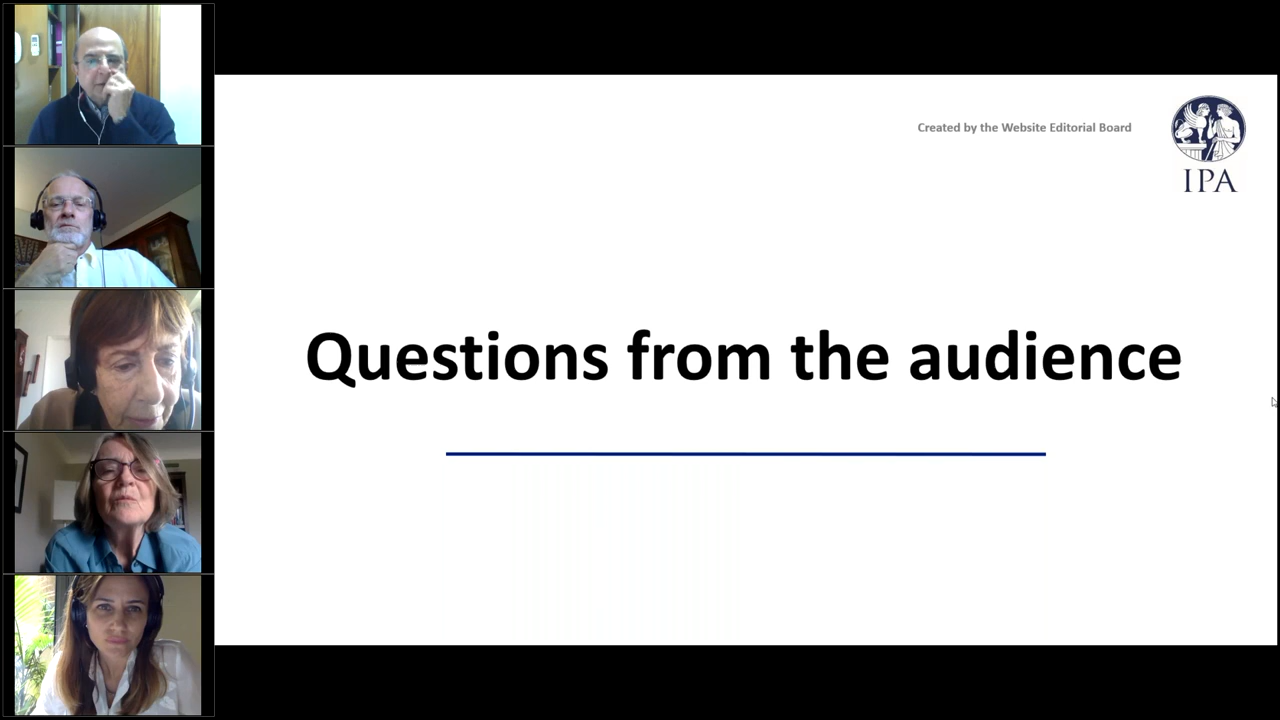 Created by the Website Editorial Board
IPA
Questions from the audience